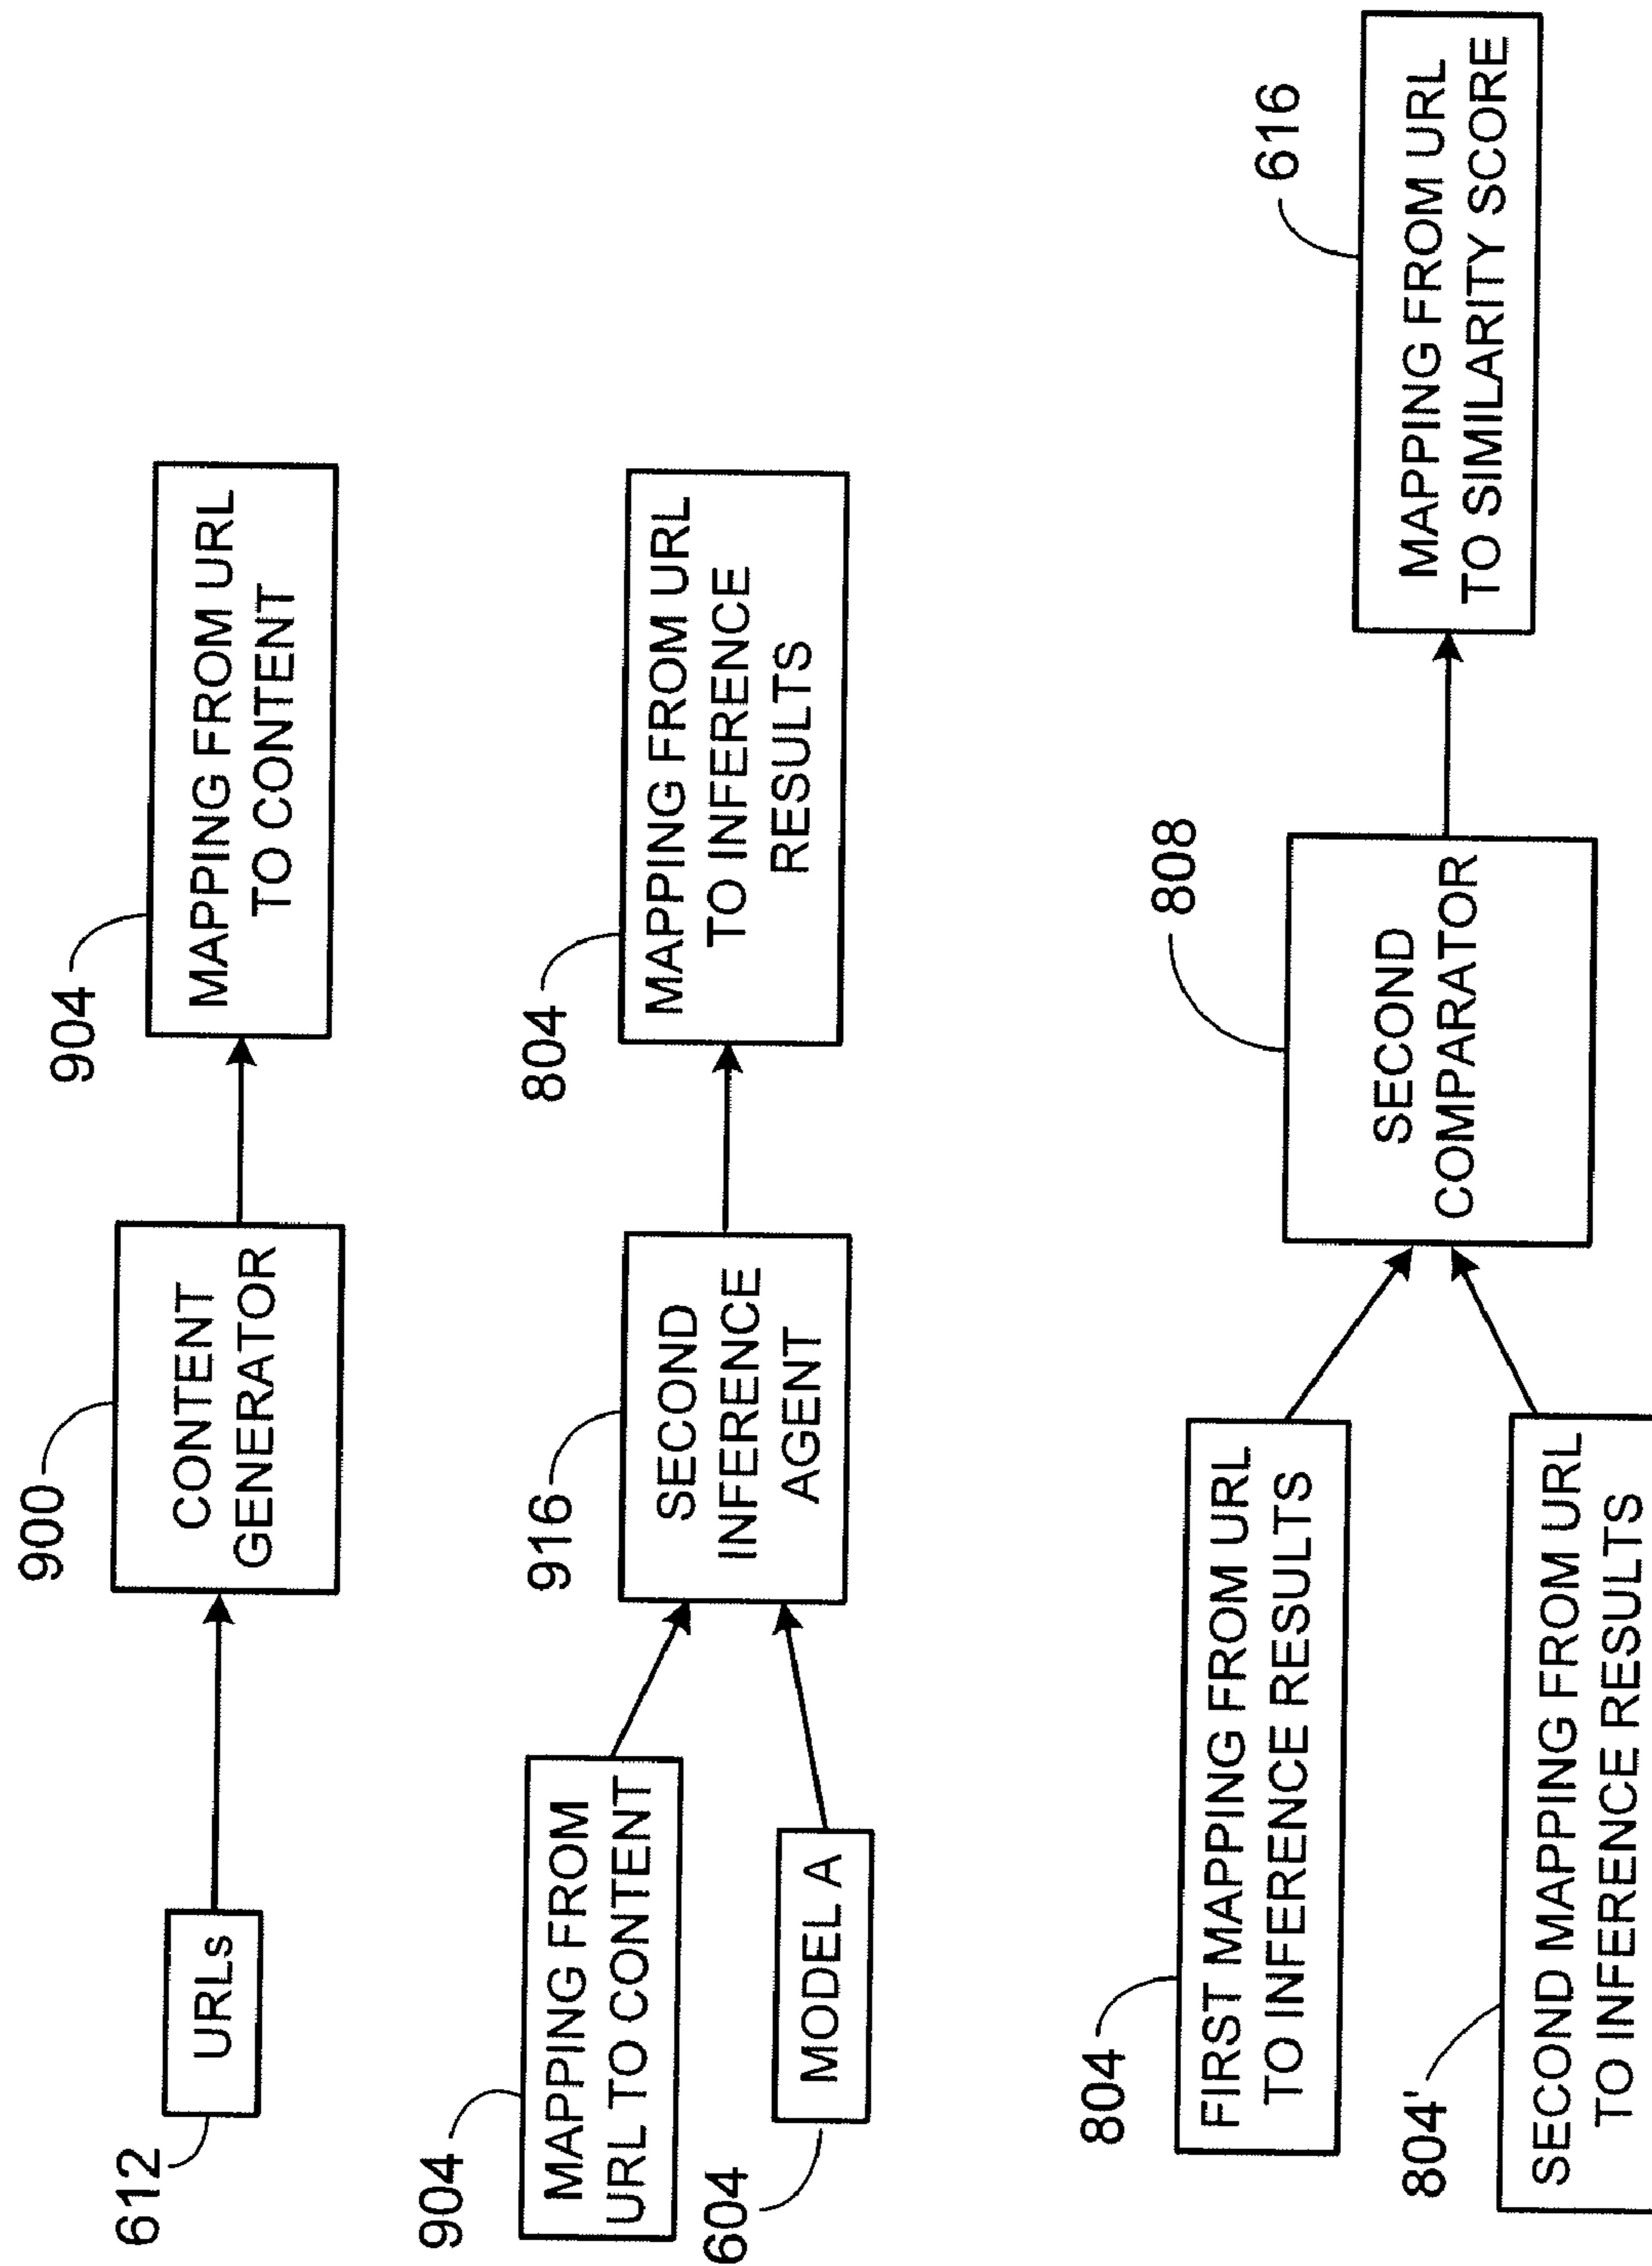 612
URLs
900
CONTENT
GENERATOR
904
MAPPING FROM URL
TO CONTENT
904
MAPPING FROM
URL TO CONTENT
604
MODEL A
916
SECOND
INFERENCE
AGENT
804
MAPPING FROM URL
TO INFERENCE
RESULTS
804
FIRST MAPPING FROM URL
TO INFERENCE RESULTS
804'
SECOND MAPPING FROM URL
TO INFERENCE RESULTS
808
SECOND
COMPARATOR
616
MAPPING FROM URL
TO SIMILARITY SCORE